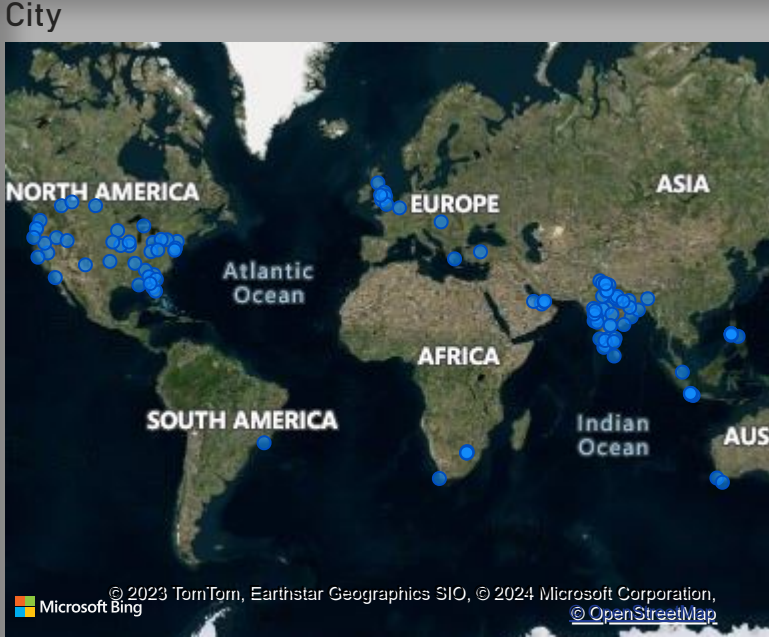 City
NORTH AMERICA
EUROPE
ASIA
Atlantic
Ocean
AFRICA
SOUTH AMERICA
Indian
Ocean
AUS
Microsoft Bing
© 2023 TomTom, Earthstar Geographics SIO, © 2024 Microsoft Corporation,
© OpenStreetMap